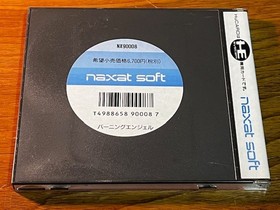 NX90008
希望小売価格6,700円(税別)
naxat soft
T4988658 90008 7
バーニングエンジェル
HE
naxat soft